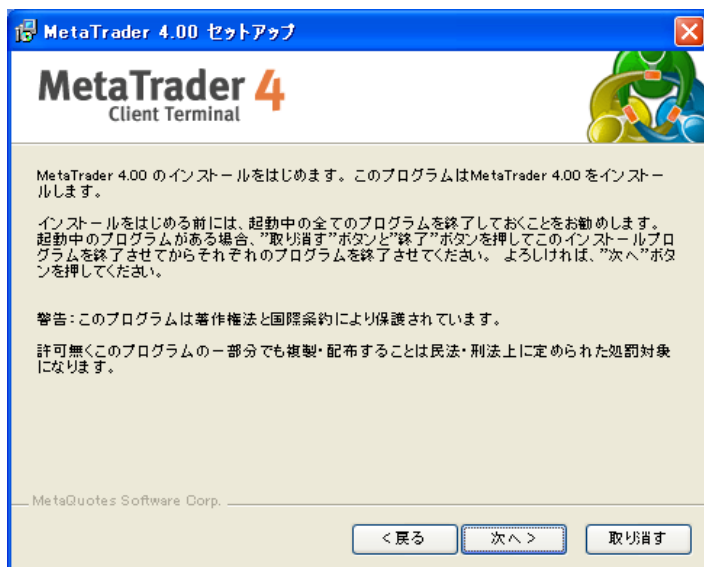 MetaTrader 4.00 セットアップ
MetaTrader 4
Client Terminal
MetaTrader 4.00 のインストールをはじめます。このプログラムはMetaTrader 4.00 をインストー
ルします。
インストールをはじめる前には、起動中の全てのプログラムを終了しておくことをお勧めします。
起動中のプログラムがある場合、”取り消す”ボタンと”終了”ボタンを押してこのインストールプロ
グラムを終了させてからそれぞれのプログラムを終了させてください。 よろしければ、”次へ”ボタ
ンを押してください。
警告：このプログラムは著作権法と国際条約により保護されています。
許可無くこのプログラムの一部分でも複製・配布することは民法・刑法上に定められた処罰対象
になります。
MetaQuotes Software Corp.
< 戻る
次へ >
取り消す